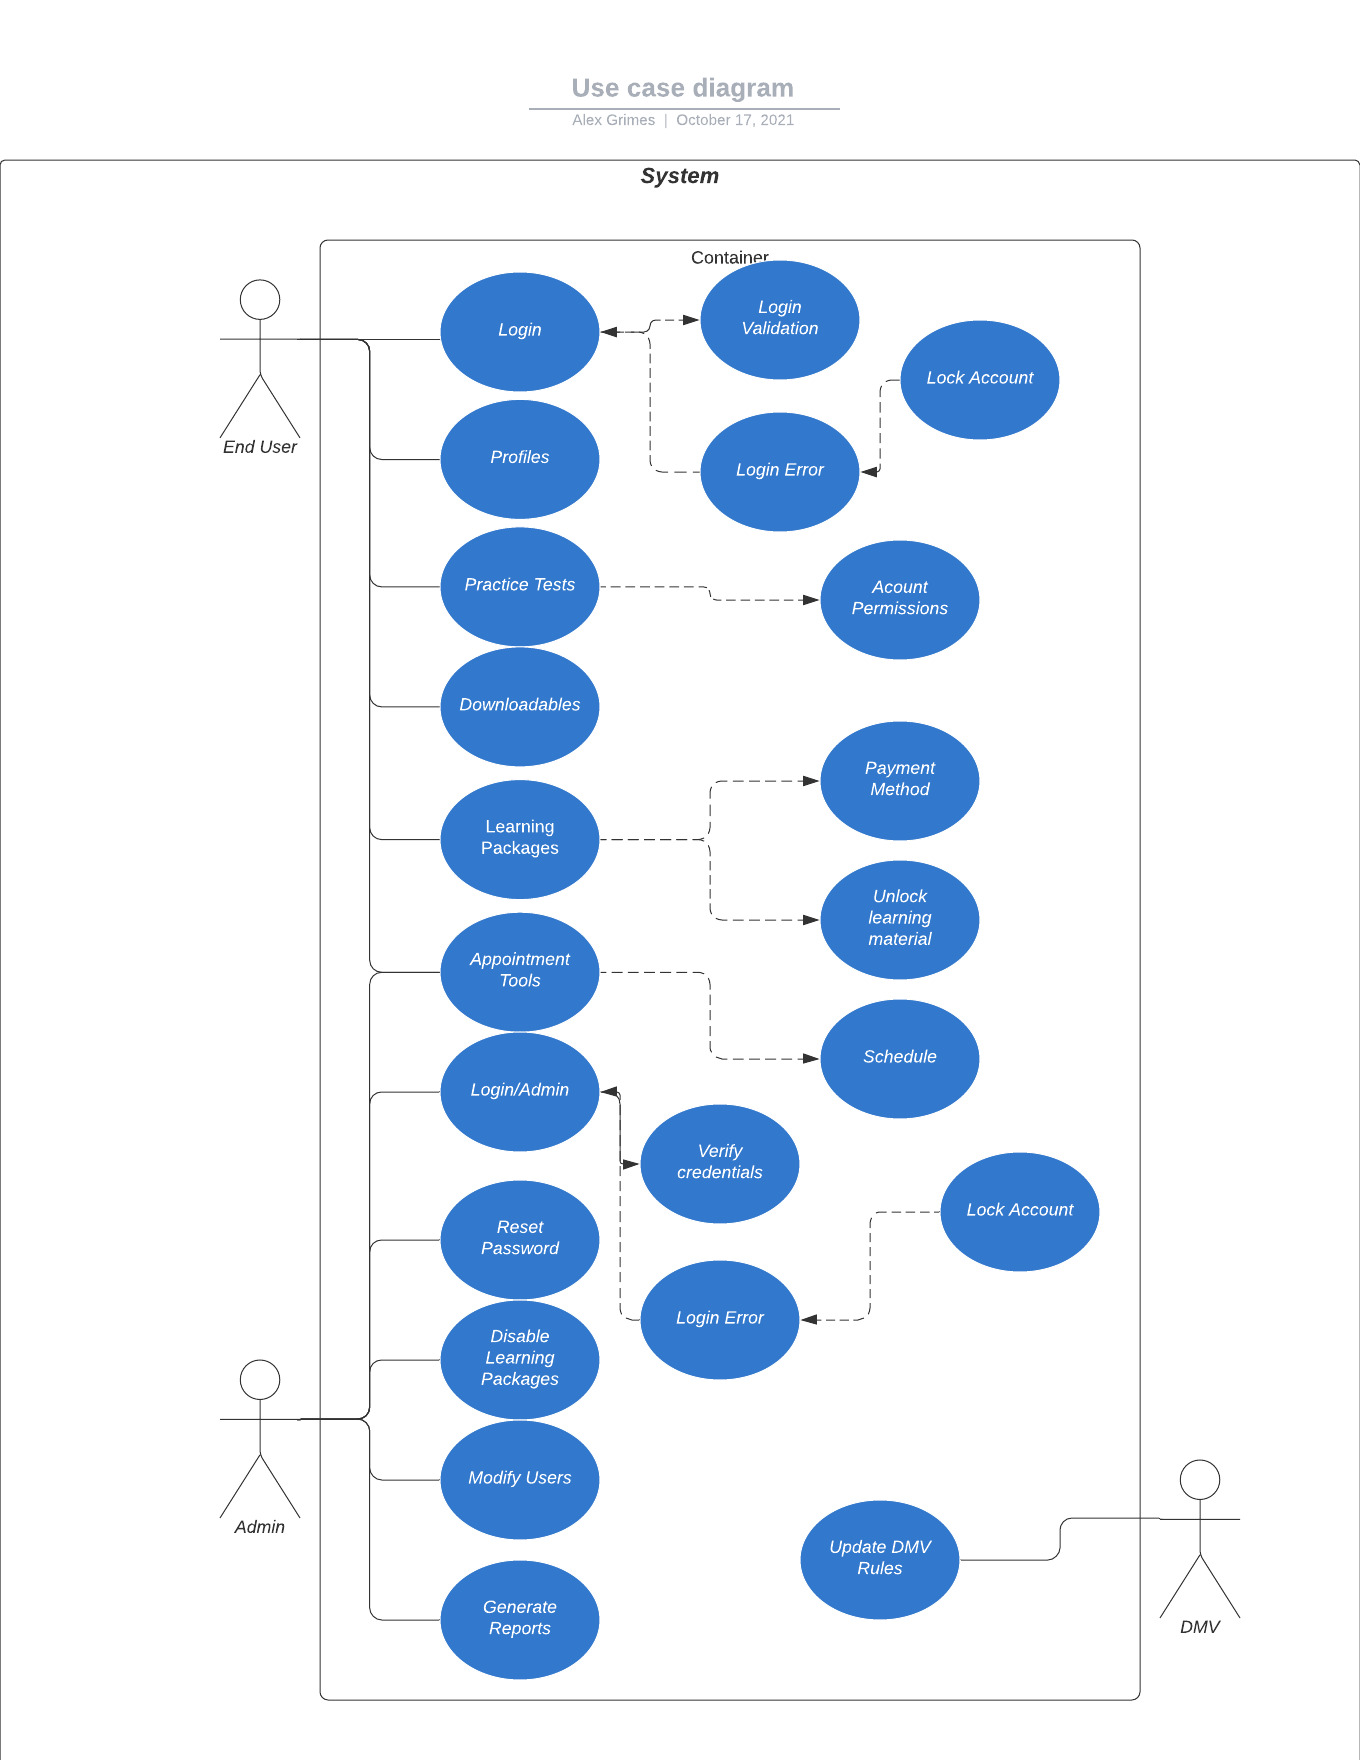 Use case diagram
Alex Grimes | October 17, 2021
System
Container
Login
Validation
Login
Lock Account
End User
Profiles
Login Error
Practice Tests
Acount
Permissions
Downloadables
Payment
Method
Learning
Packages
Unlock
learning
material
Appointment
Tools
Schedule
Login/Admin
Verify
credentials
Lock Account
Reset
Password
Login Error
Disable
Learning
Packages
Modify Users
Admin
Update DMV
Rules
Generate
Reports
DMV